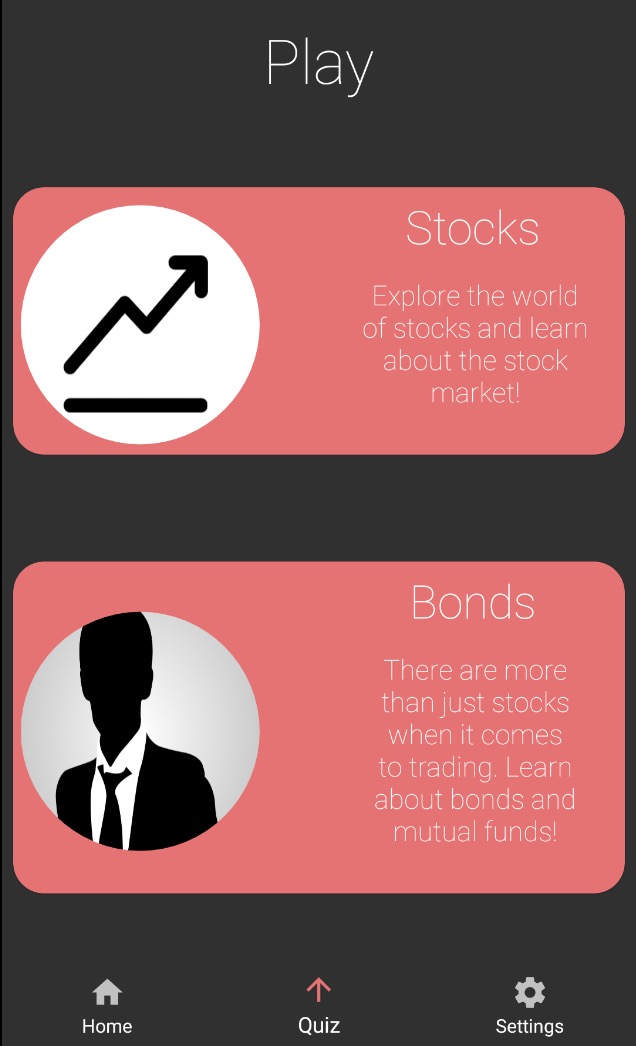 Play
Stocks
Explore the world
of stocks and learn
about the stock
market!
Bonds
There are more
than just stocks
when it comes
to trading. Learn
about bonds and
mutual funds!
Home
Quiz
Settings